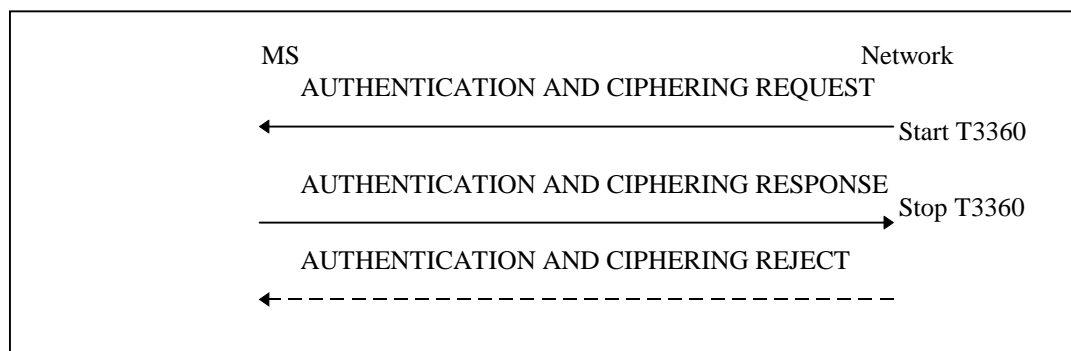 MS Network
AUTHENTICATION AND CIPHERING REQUEST
Start T3360
AUTHENTICATION AND CIPHERING RESPONSE
Stop T3360
AUTHENTICATION AND CIPHERING REJECT